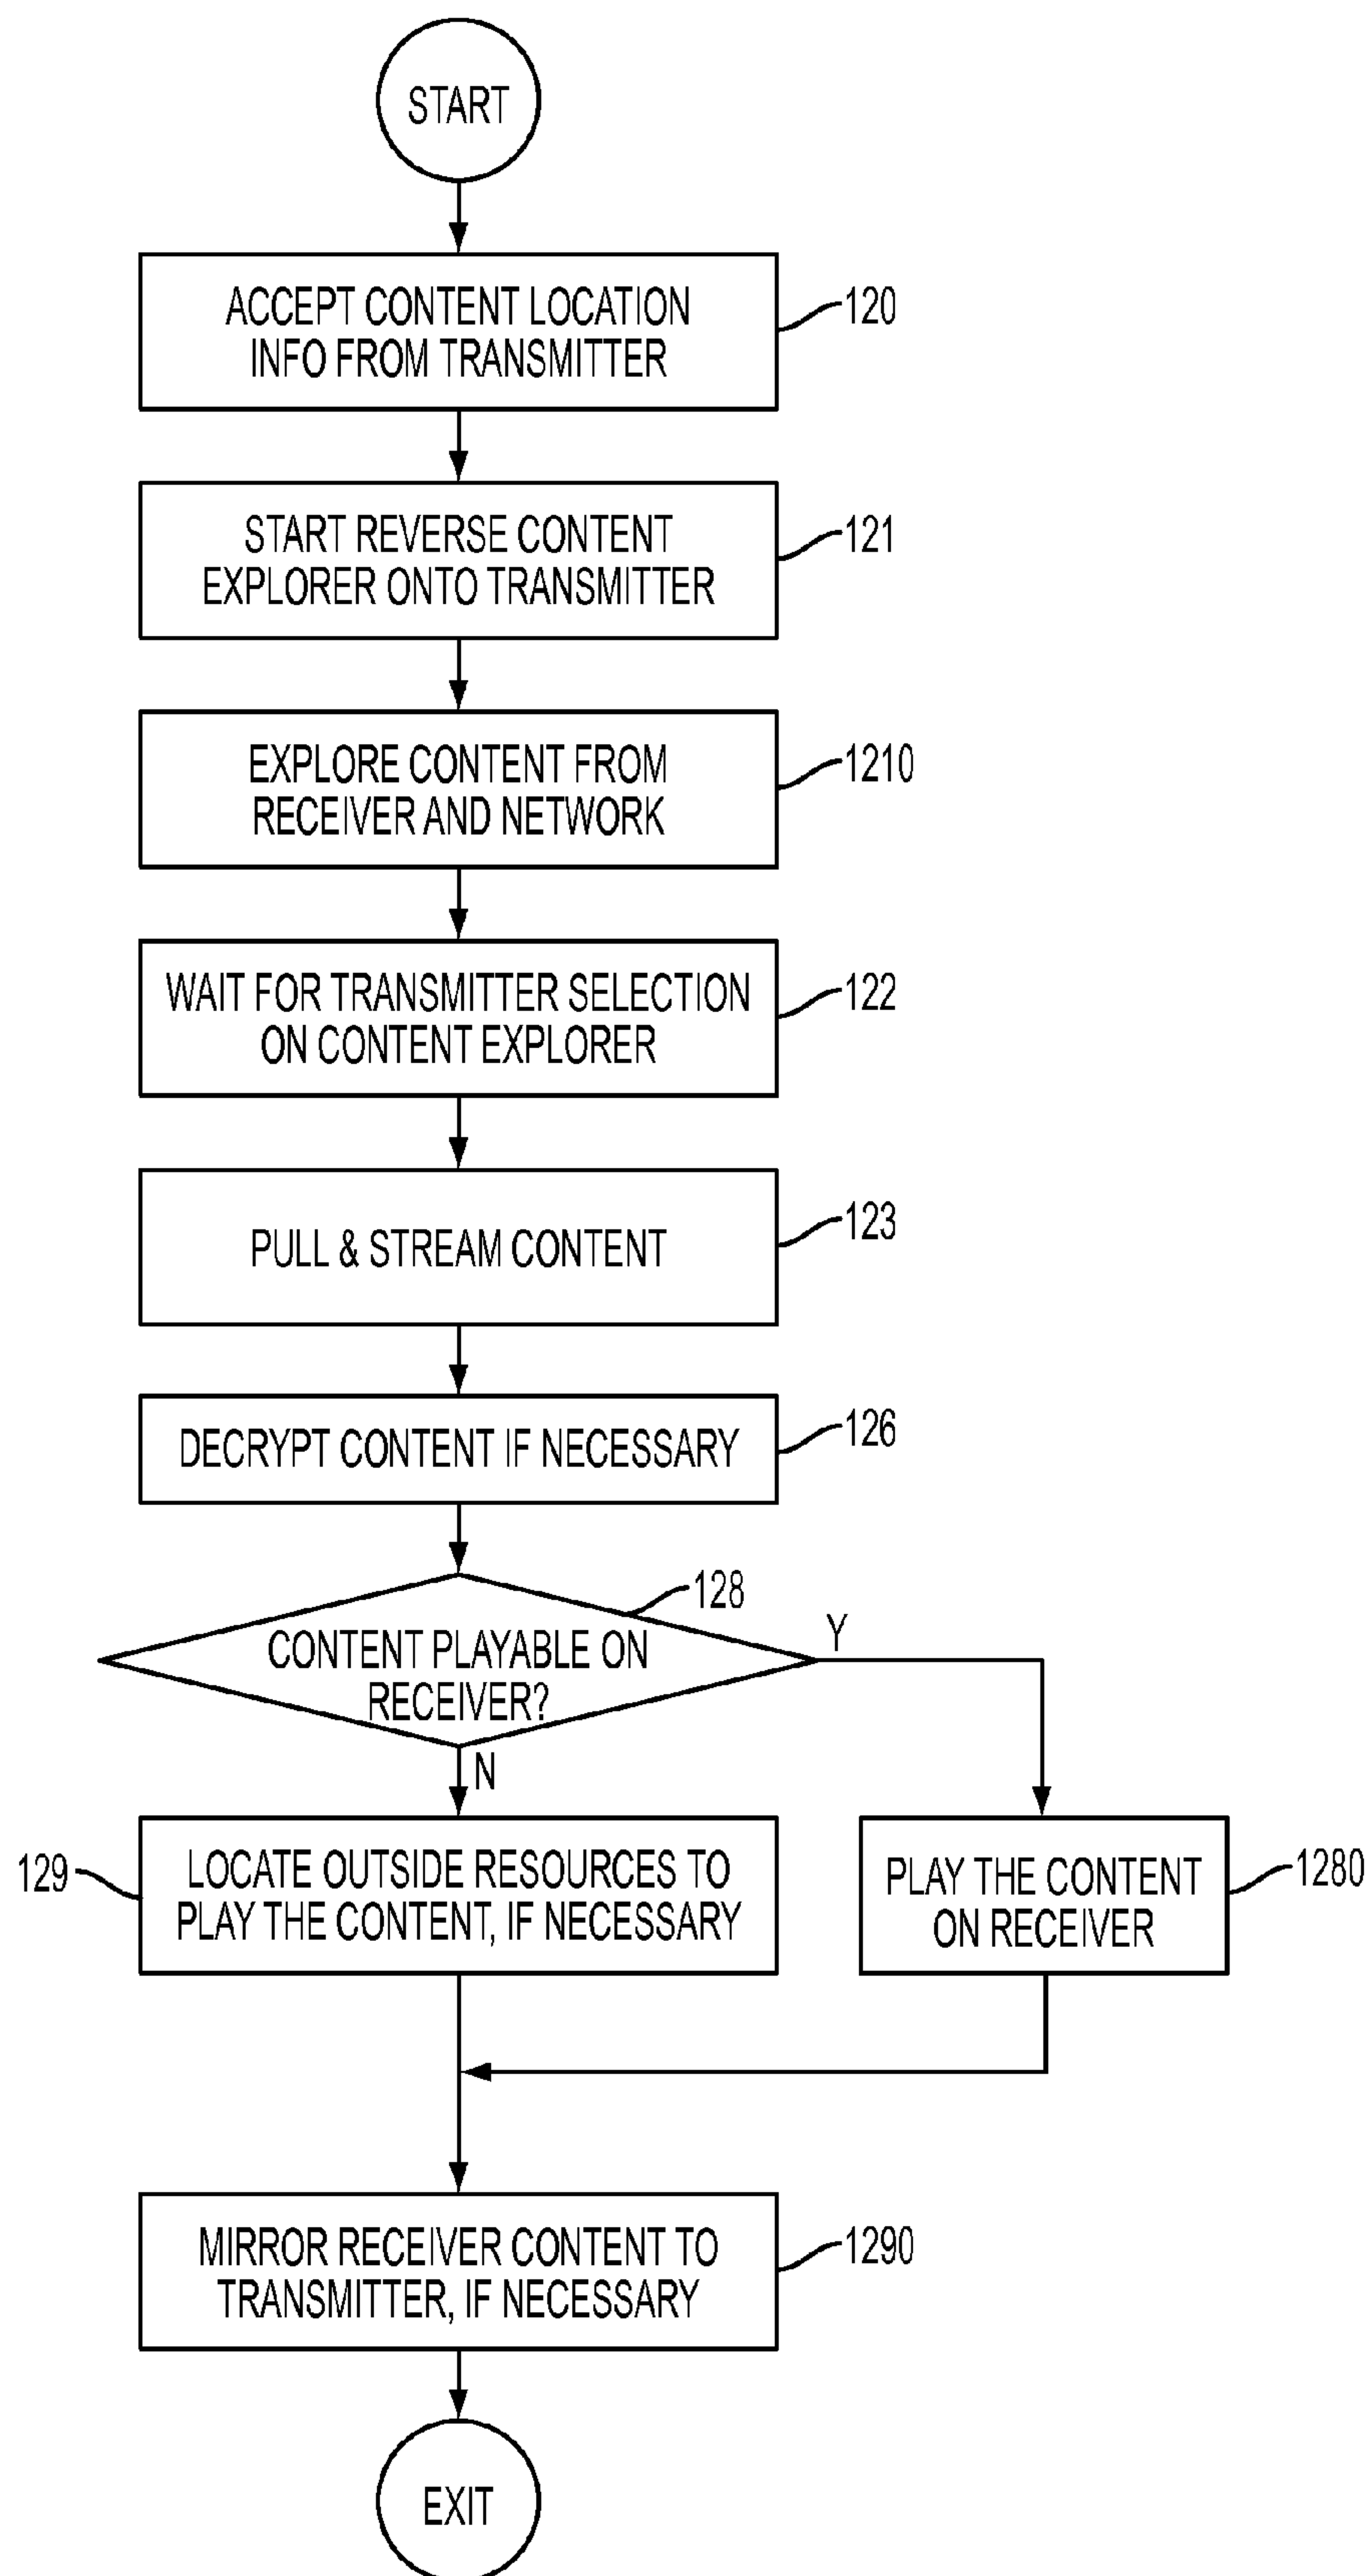 START
ACCEPT CONTENT LOCATION
INFO FROM TRANSMITTER
120
START REVERSE CONTENT
EXPLORER ONTO TRANSMITTER
121
EXPLORE CONTENT FROM
RECEIVER AND NETWORK
1210
WAIT FOR TRANSMITTER SELECTION
ON CONTENT EXPLORER
122
PULL & STREAM CONTENT
123
DECRYPT CONTENT IF NECESSARY
126
128
CONTENT PLAYABLE ON
RECEIVER?
Y
N
129
LOCATE OUTSIDE RESOURCES TO
PLAY THE CONTENT, IF NECESSARY
PLAY THE CONTENT
ON RECEIVER
1280
MIRROR RECEIVER CONTENT TO
TRANSMITTER, IF NECESSARY
1290
EXIT